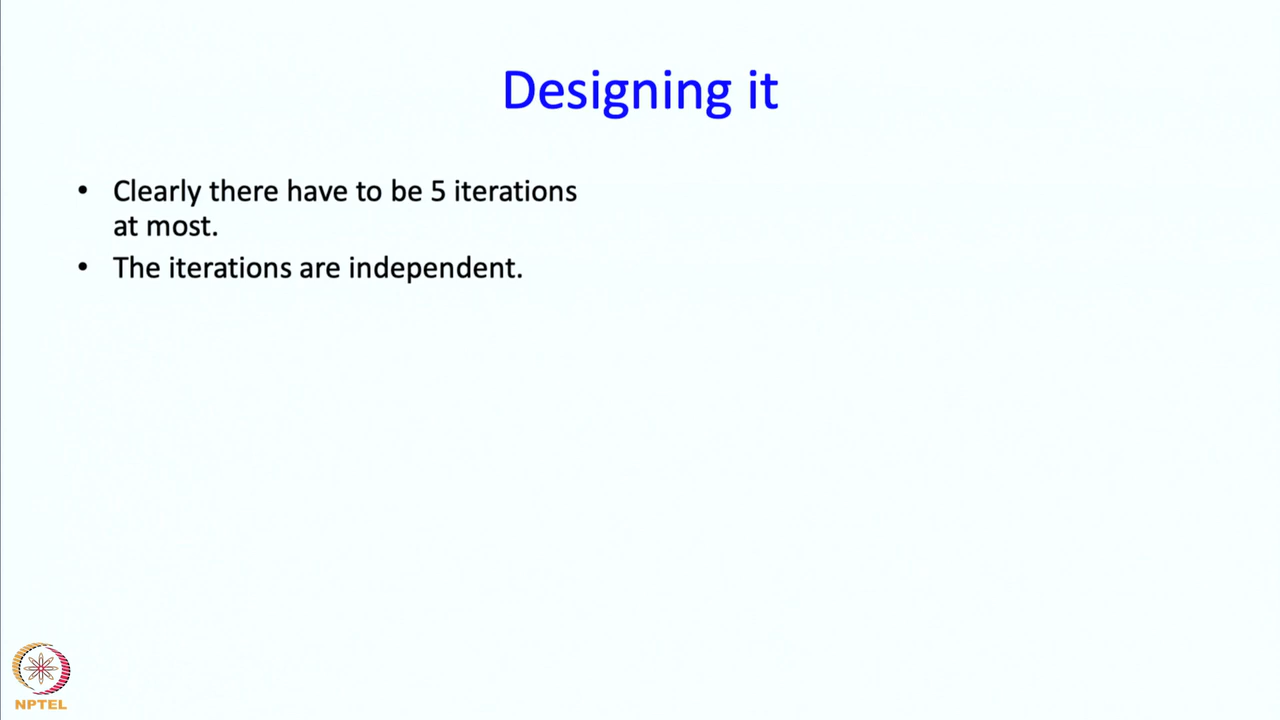 Designing it
• Clearly there have to be 5 iterations
at most.
• The iterations are independent.
NPTEL